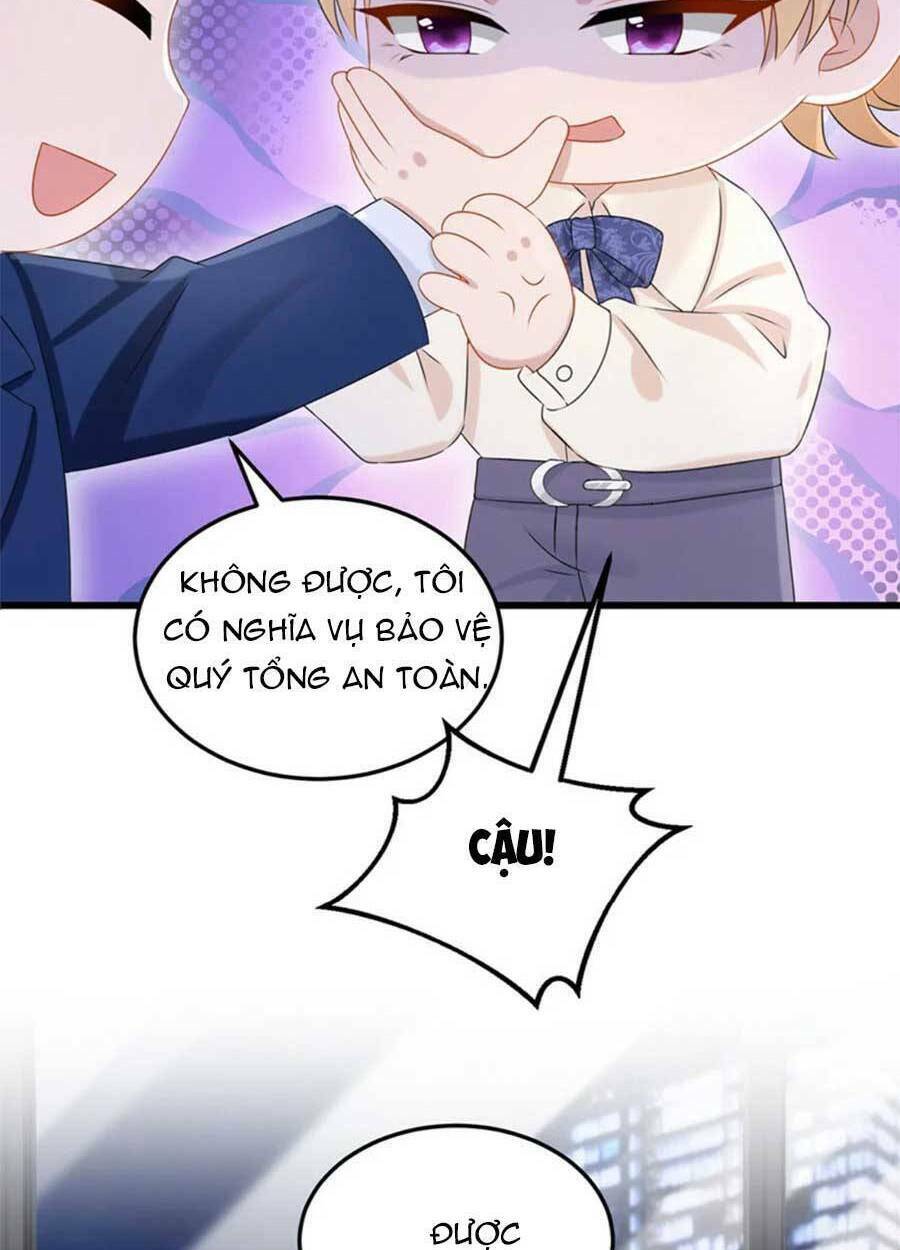 KHÔNG ĐƯỢC, TÔI
CÓ NGHĨA VỤ BẢO VỆ
QUÝ TỔNG AN TOÀN.
CẬU!
ĐƯỢC